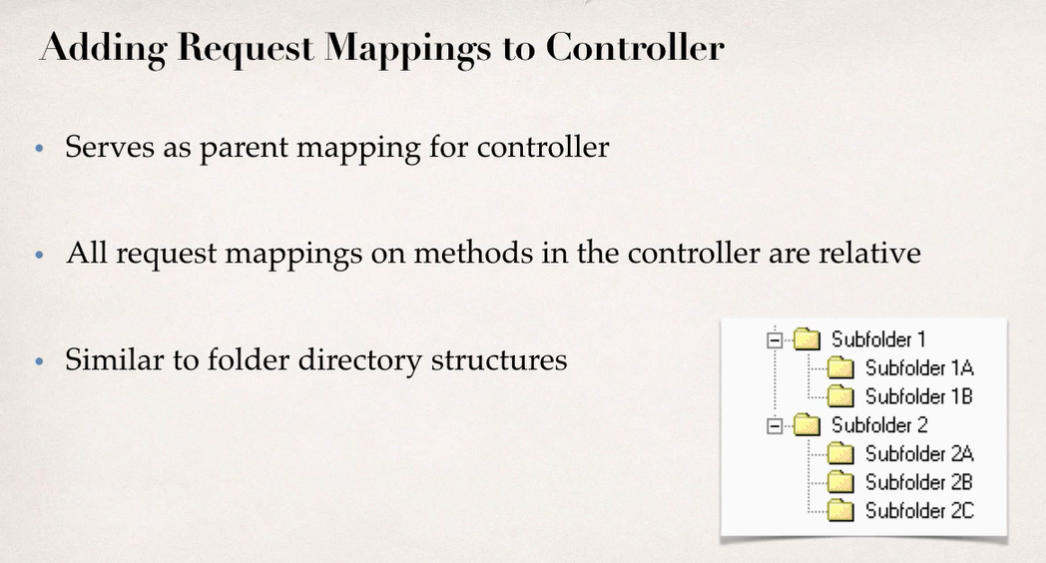 Adding Request Mappings to Controller
• Serves as parent mapping for controller
• All request mappings on methods in the controller are relative
• Similar to folder directory structures
Subfolder 1
Subfolder 1A
Subfolder 1B
Subfolder 2
Subfolder 2A
Subfolder 2B
Subfolder 2C